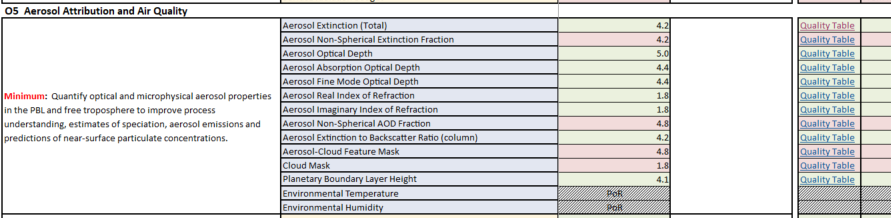 O5 Aerosol Attribution and Air Quality
Aerosol Extinction (Total) 4.2 Quality Table
Aerosol Non-Spherical Extinction Fraction 4.2 Quality Table
Aerosol Optical Depth 5.0 Quality Table
Aerosol Absorption Optical Depth 4.4 Quality Table
Aerosol Fine Mode Optical Depth 4.4 Quality Table
Minimum: Quantify optical and microphysical aerosol properties
in the PBL and free troposphere to improve process
understanding, estimates of speciation, aerosol emissions and
predictions of near-surface particulate concentrations.
Aerosol Real Index of Refraction 1.8 Quality Table
Aerosol Imaginary Index of Refraction 1.8 Quality Table
Aerosol Non-Spherical AOD Fraction 4.8 Quality Table
Aerosol Extinction to Backscatter Ratio (column) 4.2 Quality Table
Aerosol-Cloud Feature Mask 4.8 Quality Table
Cloud Mask 1.8 Quality Table
Planetary Boundary Layer Height 4.1 Quality Table
Environmental Temperature PoR
Environmental Humidity PoR